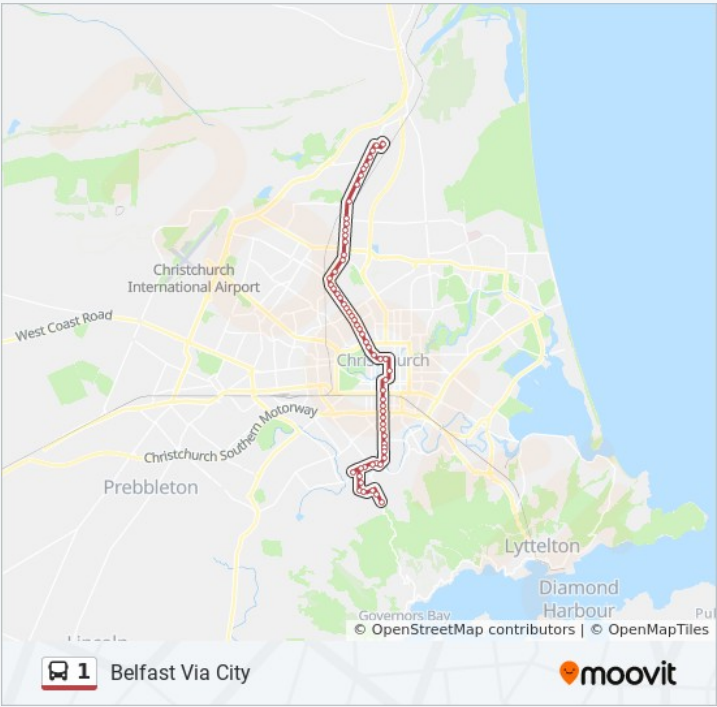 Christchurch
International Airport
West Coast Road
Christchurch
Christchurch Southern Motorway
Prebbleton
Lyttelton
Diamond
Harbour
Governors Bay
© OpenStreetMap contributors | © OpenMapTiles
1 Belfast Via City
moovit